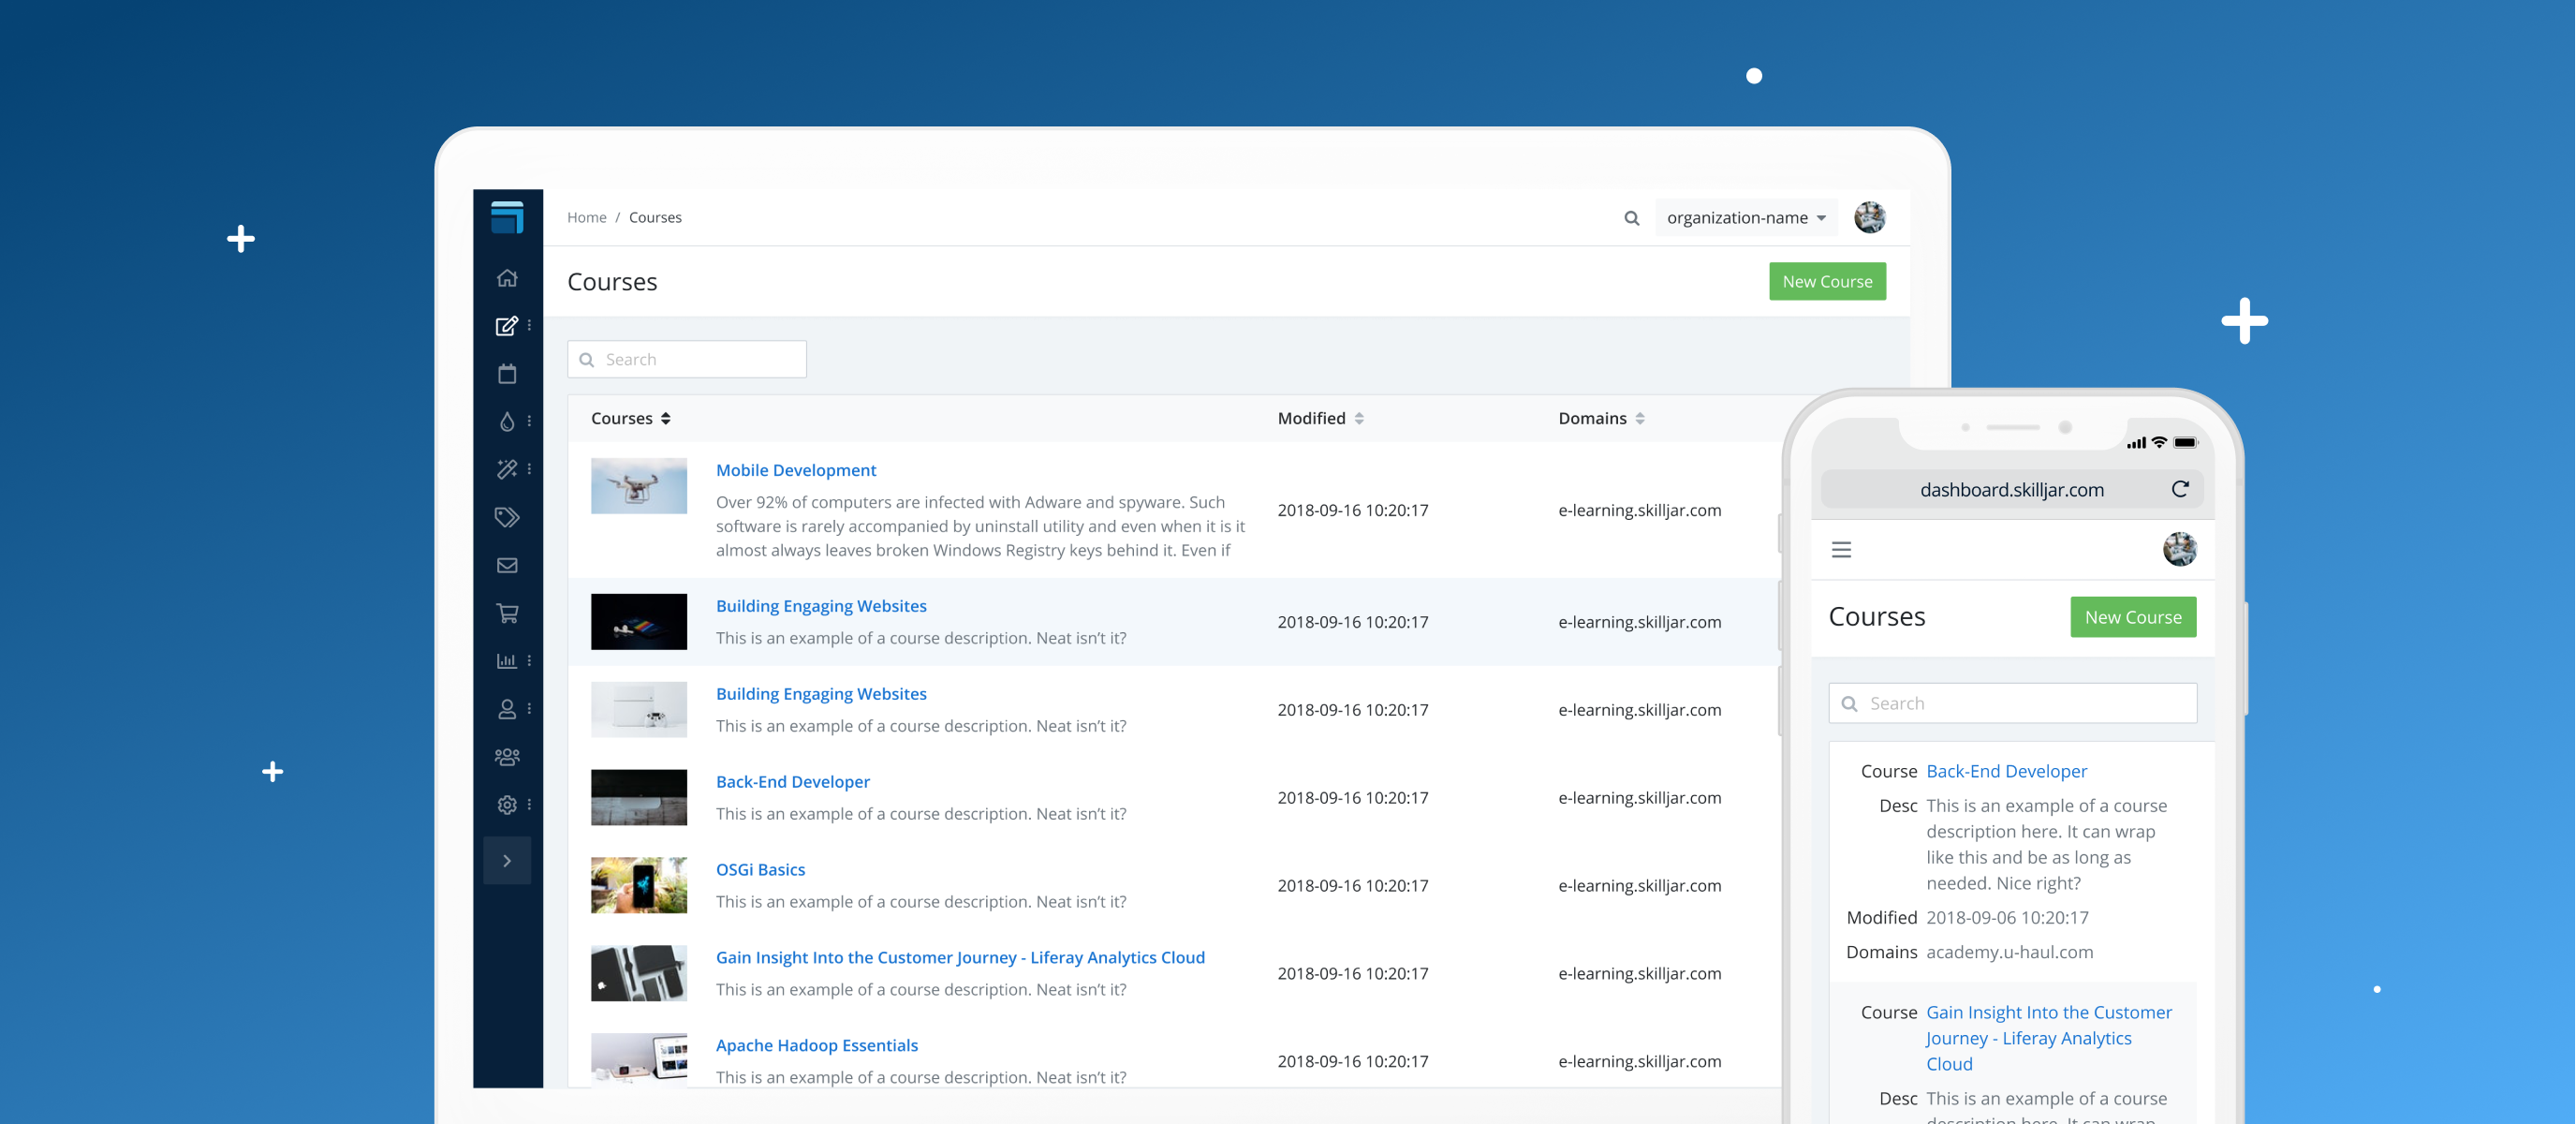 Home / Courses
organization-name
Courses
New Course
Search
Courses Modified Domains
Mobile Development
Over 92% of computers are infected with Adware and spyware. Such
software is rarely accompanied by uninstall utility and even when it is it
almost always leaves broken Windows Registry keys behind it. Even if
2018-09-16 10:20:17
e-learning.skilljar.com
Building Engaging Websites
This is an example of a course description. Neat isn’t it?
2018-09-16 10:20:17
e-learning.skilljar.com
Building Engaging Websites
This is an example of a course description. Neat isn’t it?
2018-09-16 10:20:17
e-learning.skilljar.com
Back-End Developer
This is an example of a course description. Neat isn’t it?
2018-09-16 10:20:17
e-learning.skilljar.com
OSGi Basics
This is an example of a course description. Neat isn’t it?
2018-09-16 10:20:17
e-learning.skilljar.com
Gain Insight Into the Customer Journey - Liferay Analytics Cloud
This is an example of a course description. Neat isn’t it?
2018-09-16 10:20:17
e-learning.skilljar.com
Apache Hadoop Essentials
This is an example of a course description. Neat isn’t it?
2018-09-16 10:20:17
e-learning.skilljar.com
dashboard.skilljar.com
Courses
New Course
Search
Course Back-End Developer
Desc This is an example of a course
description here. It can wrap
like this and be as long as
needed. Nice right?
Modified 2018-09-06 10:20:17
Domains academy.u-haul.com
Course Gain Insight Into the Customer
Journey - Liferay Analytics
Cloud
Desc This is an example of a course
description here. It can wrap